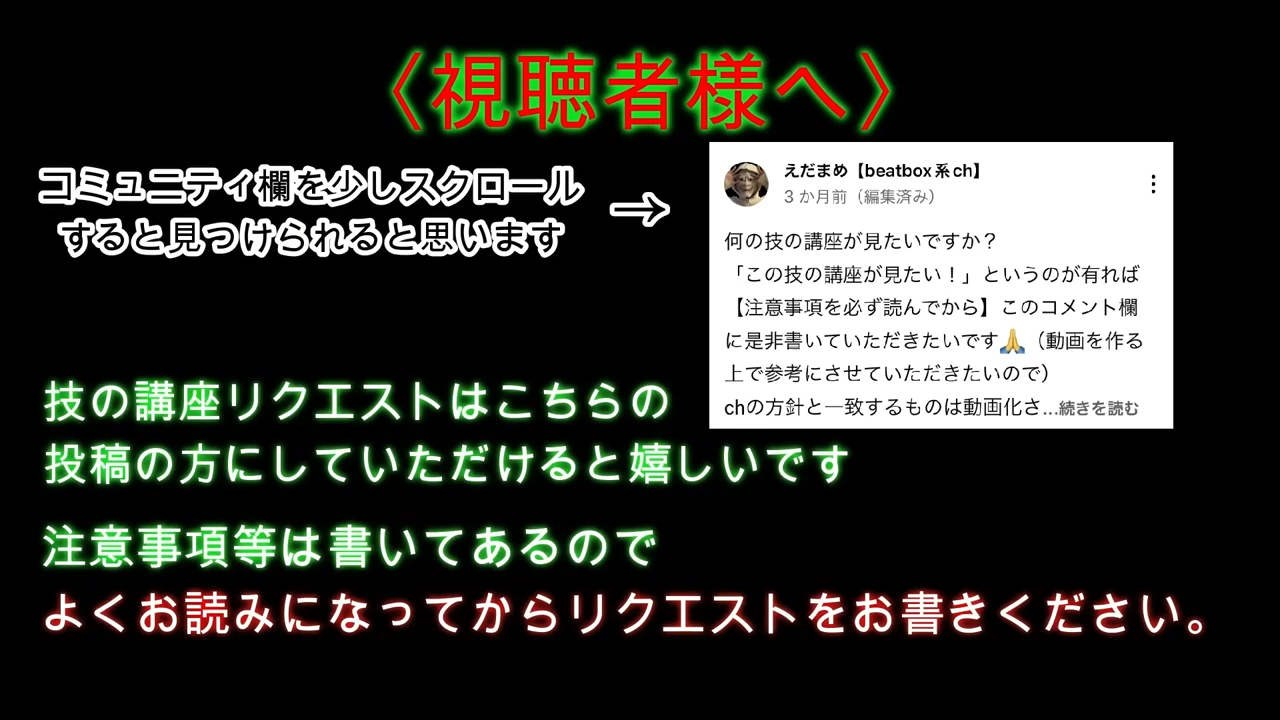 〈視聴者様へ〉
コミュニティ欄を少しスクロール
すると見つけられると思います
→
えだまめ【beatbox系ch】
3 か月前（編集済み）
何の技の講座が見たいですか？
「この技の講座が見たい！」というのが有れば
【注意事項を必ず読んでから】このコメント欄
に是非書いていただきたいです🙏（動画を作る
上で参考にさせていただきたいので）
chの方針と一致するものは動画化さ...続きを読む
技の講座リクエストはこちらの
投稿の方にしていただけると嬉しいです
注意事項等は書いてあるので
よくお読みになってからリクエストをお書きください。